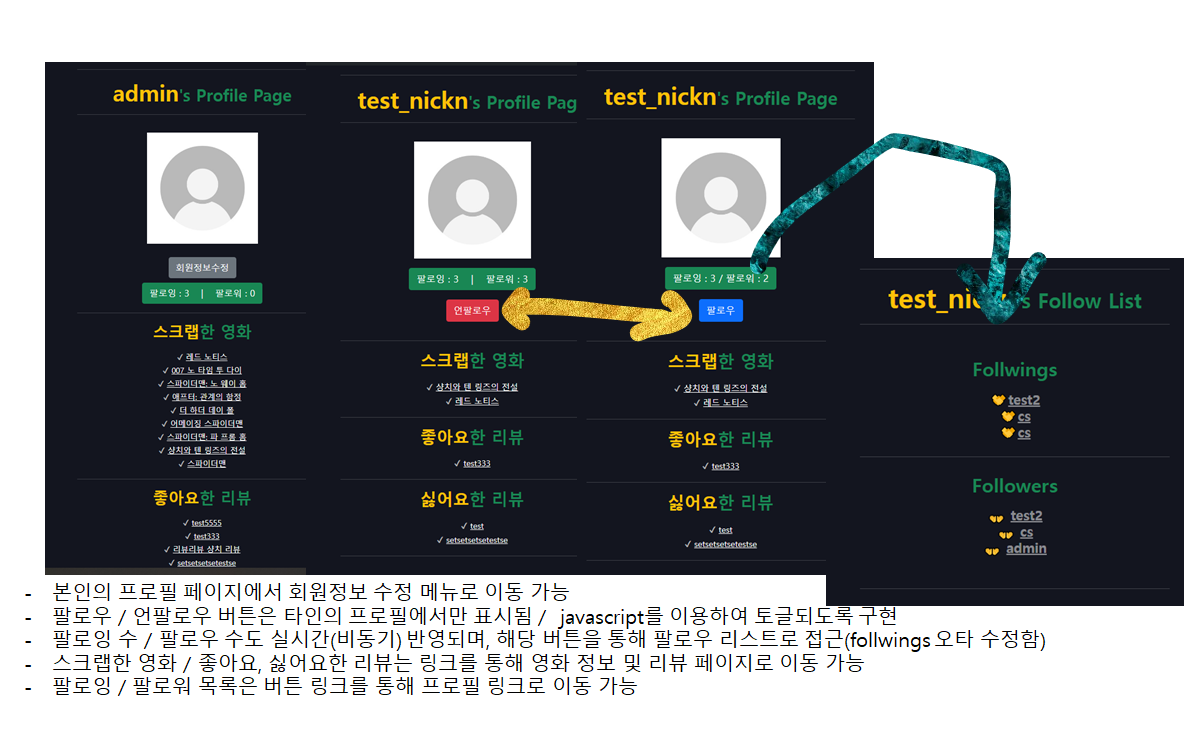 admin's Profile Page
회원정보수정
팔로잉 : 3 | 팔로워 : 0
스크랩한 영화
✓ 레드 노티스
✓ 007 노 타임 투 다이
✓ 스파이더맨: 노 웨이 홈
✓ 애프터: 관계의 함정
✓ 더 하더 데이 폴
✓ 어메이징 스파이더맨
✓ 스파이더맨: 파 프롬 홈
✓ 샹치와 텐 링즈의 전설
✓ 스파이더맨
좋아요한 리뷰
✓ test5555
✓ test333
✓ 리뷰리뷰 샹치 리뷰
✓ setsetsetsetestse
test_nickn's Profile Pag
팔로잉 : 3 | 팔로워 : 3
언팔로우
스크랩한 영화
✓ 샹치와 텐 링즈의 전설
✓ 레드 노티스
좋아요한 리뷰
✓ test333
싫어요한 리뷰
✓ test
✓ setsetsetsetestse
test_nickn's Profile Page
팔로잉 : 3 / 팔로워 : 2
팔로우
스크랩한 영화
✓ 샹치와 텐 링즈의 전설
✓ 레드 노티스
좋아요한 리뷰
✓ test333
싫어요한 리뷰
✓ test
✓ setsetsetsetestse
test_nickn's Follow List
Follwings
test2
cs
cs
Followers
test2
cs
admin
- 본인의 프로필 페이지에서 회원정보 수정 메뉴로 이동 가능
- 팔로우 / 언팔로우 버튼은 타인의 프로필에서만 표시됨 / javascript를 이용하여 토글되도록 구현
- 팔로잉 수 / 팔로우 수도 실시간(비동기) 반영되며, 해당 버튼을 통해 팔로우 리스트로 접근(follwings 오타 수정함)
- 스크랩한 영화 / 좋아요, 싫어요한 리뷰는 링크를 통해 영화 정보 및 리뷰 페이지로 이동 가능
- 팔로잉 / 팔로워 목록은 버튼 링크를 통해 프로필 링크로 이동 가능